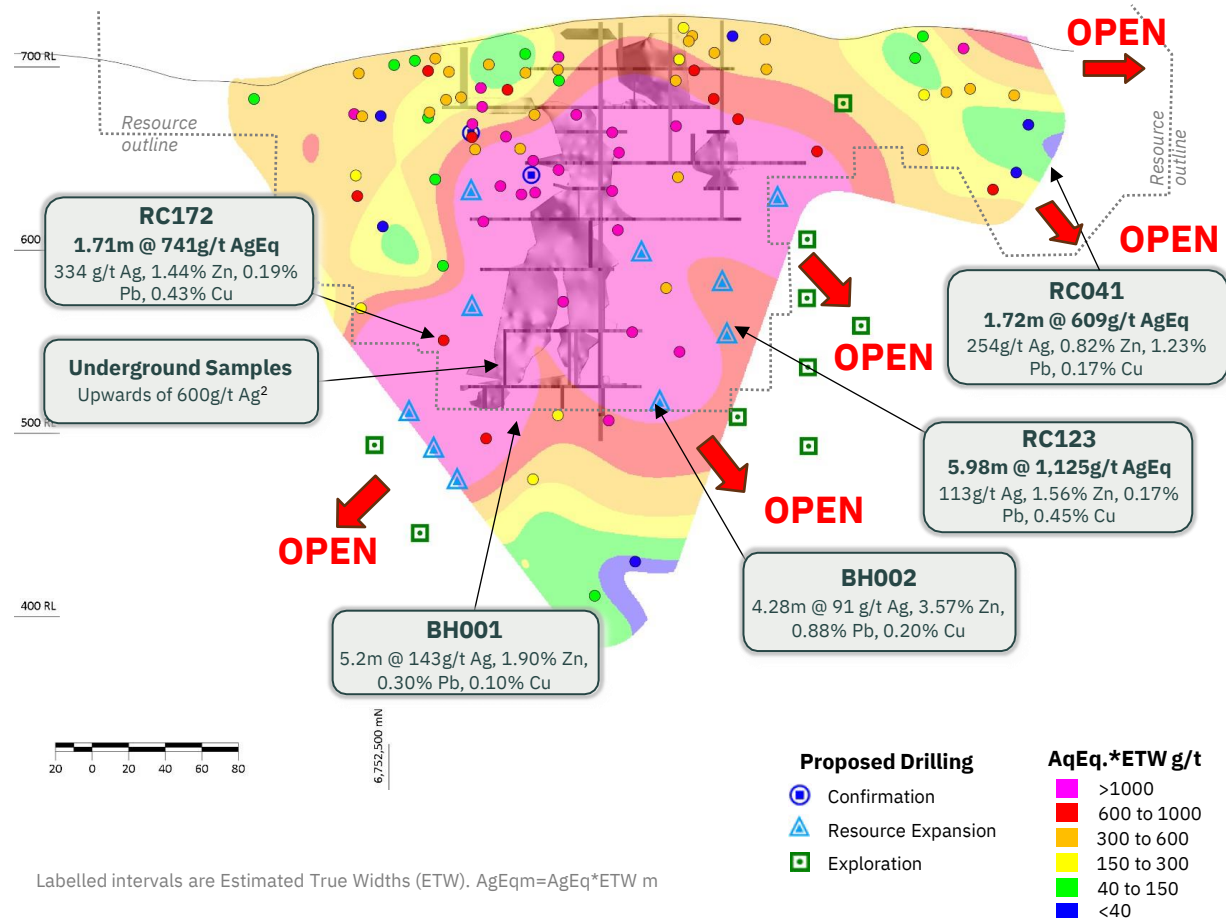 700 RL
600
500 RL
400 RL
Resource
outline
Resource
outline
OPEN
OPEN
OPEN
OPEN
OPEN
RC172
1.71m @ 741g/t AgEq
334 g/t Ag, 1.44% Zn, 0.19%
Pb, 0.43% Cu
Underground Samples
Upwards of 600g/t Ag²
RC041
1.72m @ 609g/t AgEq
254g/t Ag, 0.82% Zn, 1.23%
Pb, 0.17% Cu
RC123
5.98m @ 1,125g/t AgEq
113g/t Ag, 1.56% Zn, 0.17%
Pb, 0.45% Cu
BH002
4.28m @ 91 g/t Ag, 3.57% Zn,
0.88% Pb, 0.20% Cu
BH001
5.2m @ 143g/t Ag, 1.90% Zn,
0.30% Pb, 0.10% Cu
6,752,500 mN
20 0 20 40 60 80
Proposed Drilling
Confirmation
Resource Expansion
Exploration
AqEq.*ETW g/t
>1000
600 to 1000
300 to 600
150 to 300
40 to 150
<40
Labelled intervals are Estimated True Widths (ETW). AgEqm=AgEq*ETW m